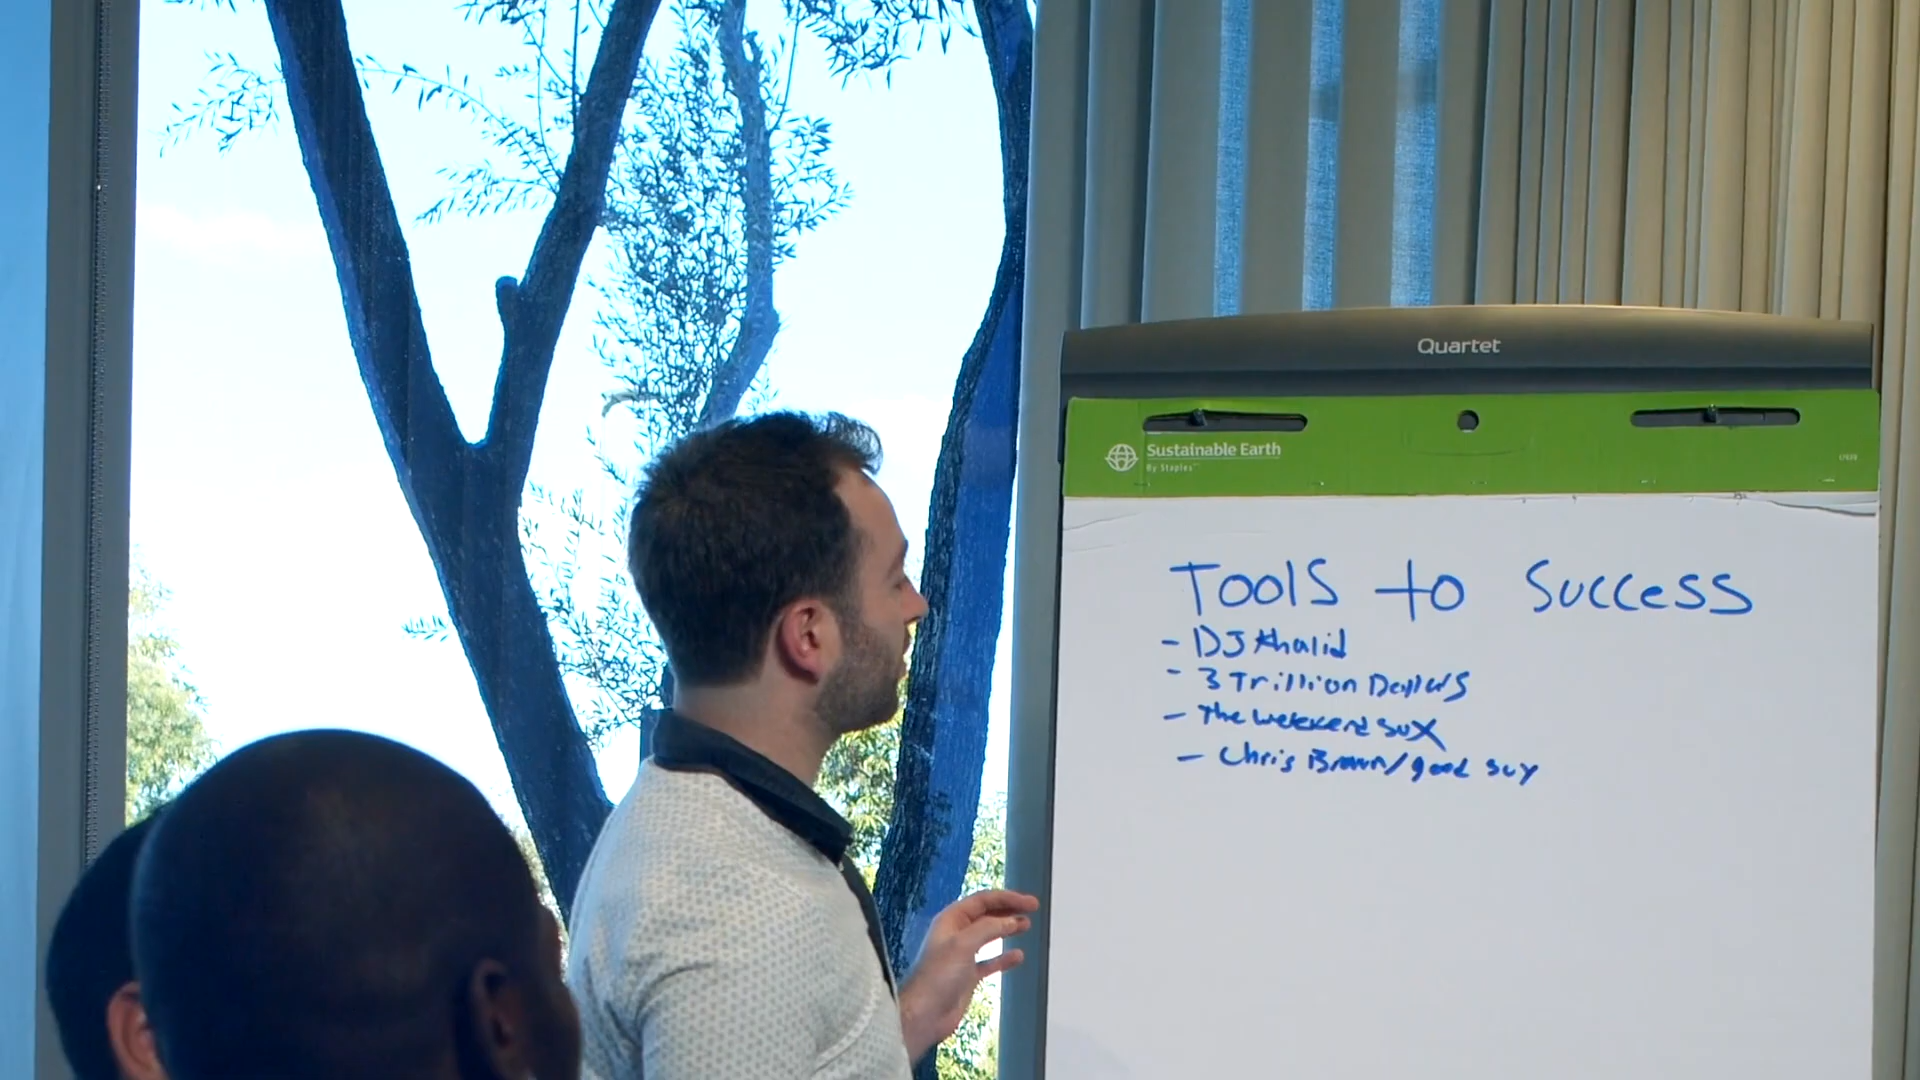 Quartet
Sustainable Earth
By Staples™
Tools to Success
- DJ Khalid
- 3 Trillion Dollars
- The weekend sux
- Chris Brown/good guy